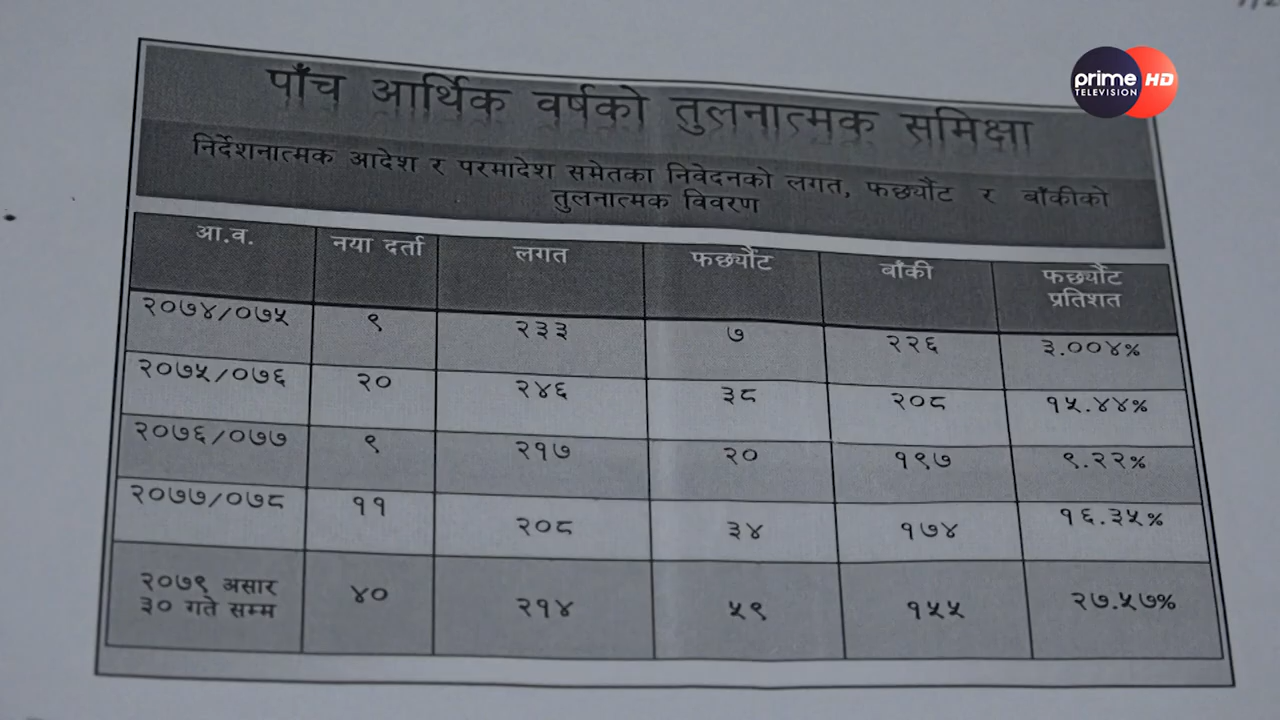 prime HD
TELEVISION
पाँच आर्थिक वर्षको तुलनात्मक समिक्षा
निर्देशनात्मक आदेश र परमादेश समेतका निवेदनको लगत, फछ्यौंट र बाँकीको
तुलनात्मक विवरण
आ.व. नया दर्ता लगत फछ्यौंट बाँकी फछ्यौंट
प्रतिशत
२०७४/०७५ ९ २३३ ७ २२६ ३.००४%
२०७५/०७६ २० २४६ ३८ २०८ १५.४४%
२०७६/०७७ ९ २१७ २० १९७ ९.२२%
२०७७/०७८ ११ २०८ ३४ १७४ १६.३५%
२०७९ असार
३० गते सम्म ४० २१४ ५९ १५५ २७.५७%